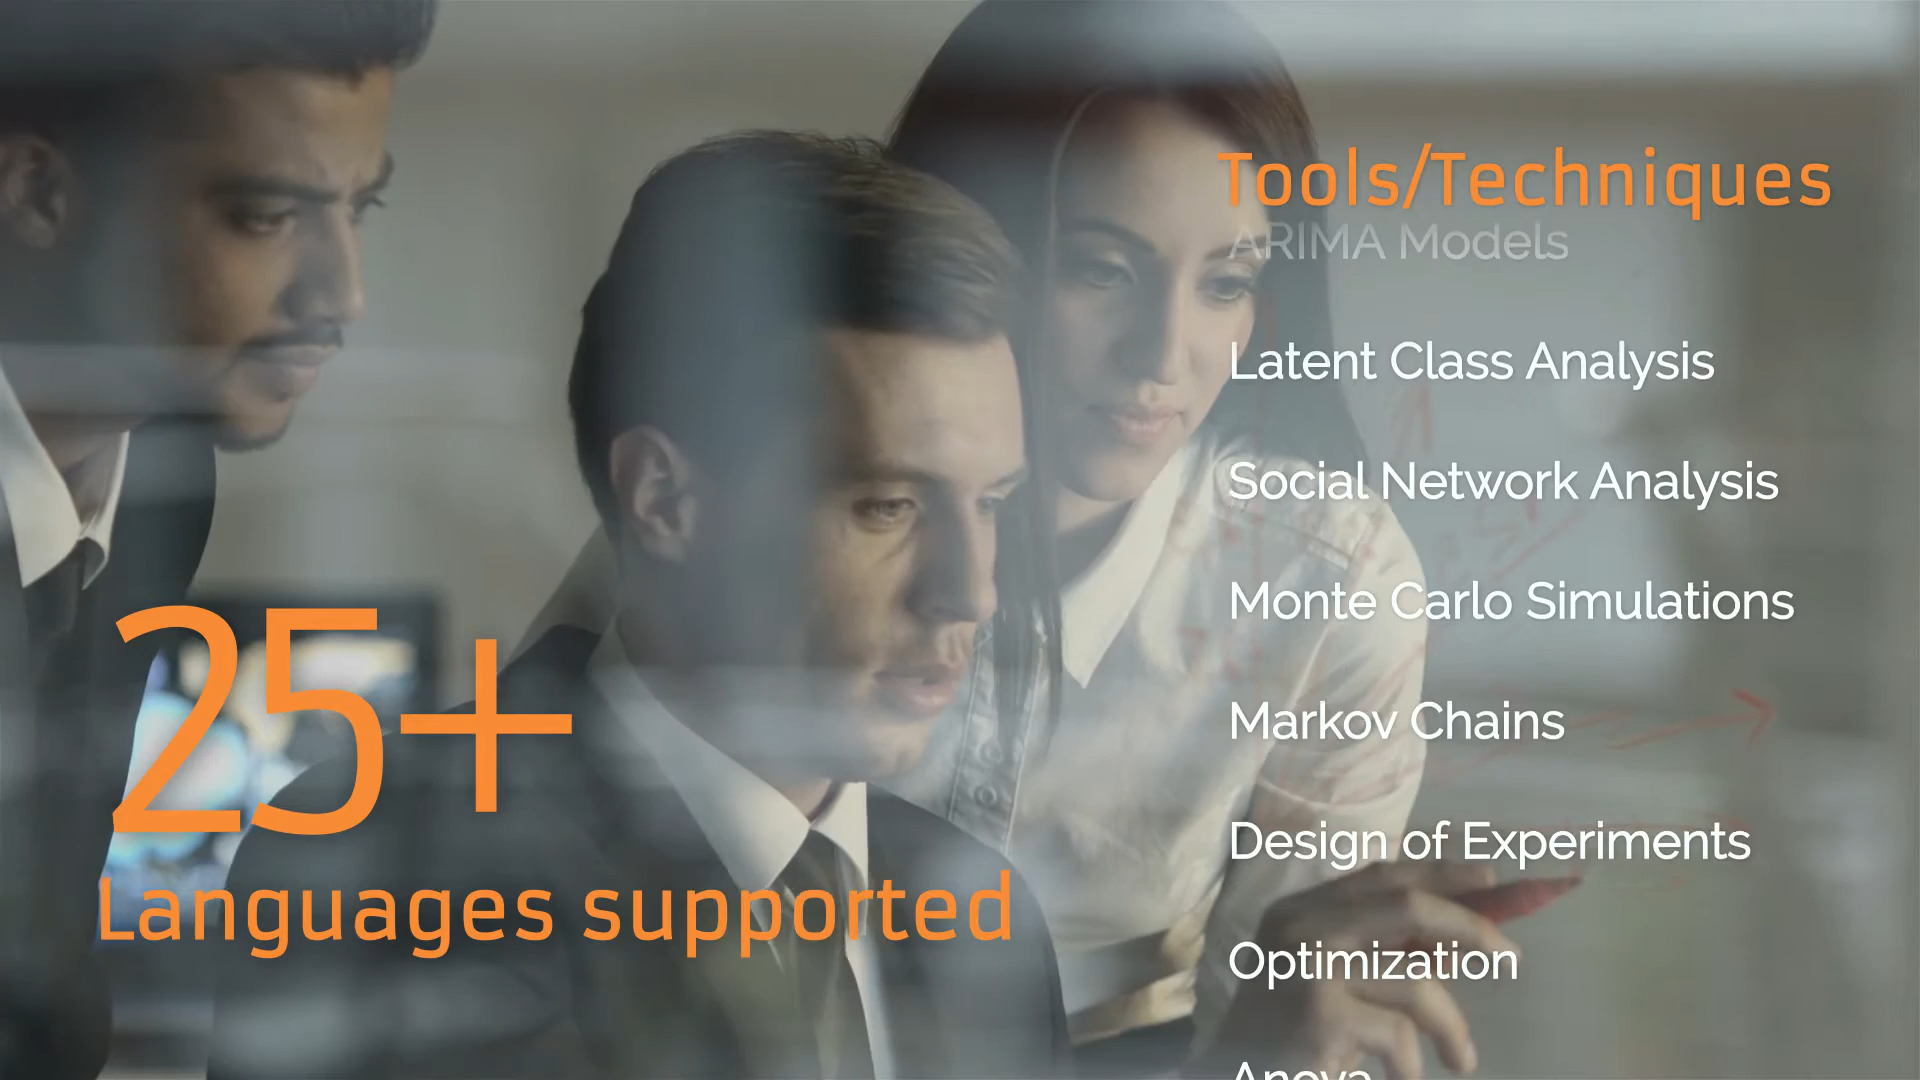 Tools/Techniques
ARIMA Models
Latent Class Analysis
Social Network Analysis
Monte Carlo Simulations
Markov Chains
Design of Experiments
Optimization
Anova
25+
Languages supported